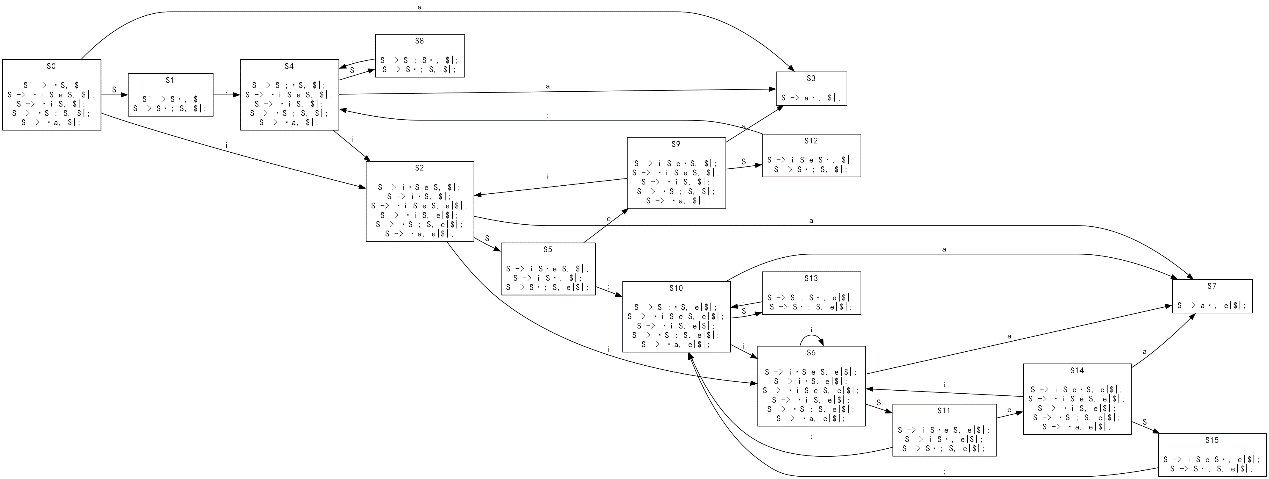 S0
S' -> ·S, $
S -> ·i S e S, $|;
S -> ·i S, $|;
S -> ·S ; S, $|;
S -> ·a, $|;
S1
S' -> S·, $
S -> S·; S, $|;
S4
S -> S ;·S, $|;
S -> ·i S e S, $|;
S -> ·i S, $|;
S -> ·S ; S, $|;
S -> ·a, $|;
S8
S -> S ; S·, $|;
S -> S·; S, $|;
S3
S -> a·, $|;
S12
S -> i S e S·, $|;
S -> S·; S, $|;
S9
S -> i S e·S, $|;
S -> ·i S e S, $|;
S -> ·i S, $|;
S -> ·S ; S, $|;
S -> ·a, $|;
S2
S -> i·S e S, $|;
S -> i·S, $|;
S -> ·i S e S, e|$|;
S -> ·i S, e|$|;
S -> ·S ; S, e|$|;
S -> ·a, e|$|;
S5
S -> i S·e S, $|;
S -> i S·, $|;
S -> S·; S, e|$|;
S10
S -> S ;·S, e|$|;
S -> ·i S e S, e|$|;
S -> ·i S, e|$|;
S -> ·S ; S, e|$|;
S -> ·a, e|$|;
S13
S -> S ; S·, e|$|;
S -> S·; S, e|$|;
S7
S -> a·, e|$|;
S6
S -> i·S e S, e|$|;
S -> i·S, e|$|;
S -> ·i S e S, e|$|;
S -> ·i S, e|$|;
S -> ·S ; S, e|$|;
S -> ·a, e|$|;
S11
S -> i S·e S, e|$|;
S -> i S·, e|$|;
S -> S·; S, e|$|;
S14
S -> i S e·S, e|$|;
S -> ·i S e S, e|$|;
S -> ·i S, e|$|;
S -> ·S ; S, e|$|;
S -> ·a, e|$|;
S15
S -> i S e S·, e|$|;
S -> S·; S, e|$|;
a
S
;
i
;
S
a
i
;
a
S
i
e
S
;
a
i
a
;
S
i
i
a
S
e
;
i
a
S
;